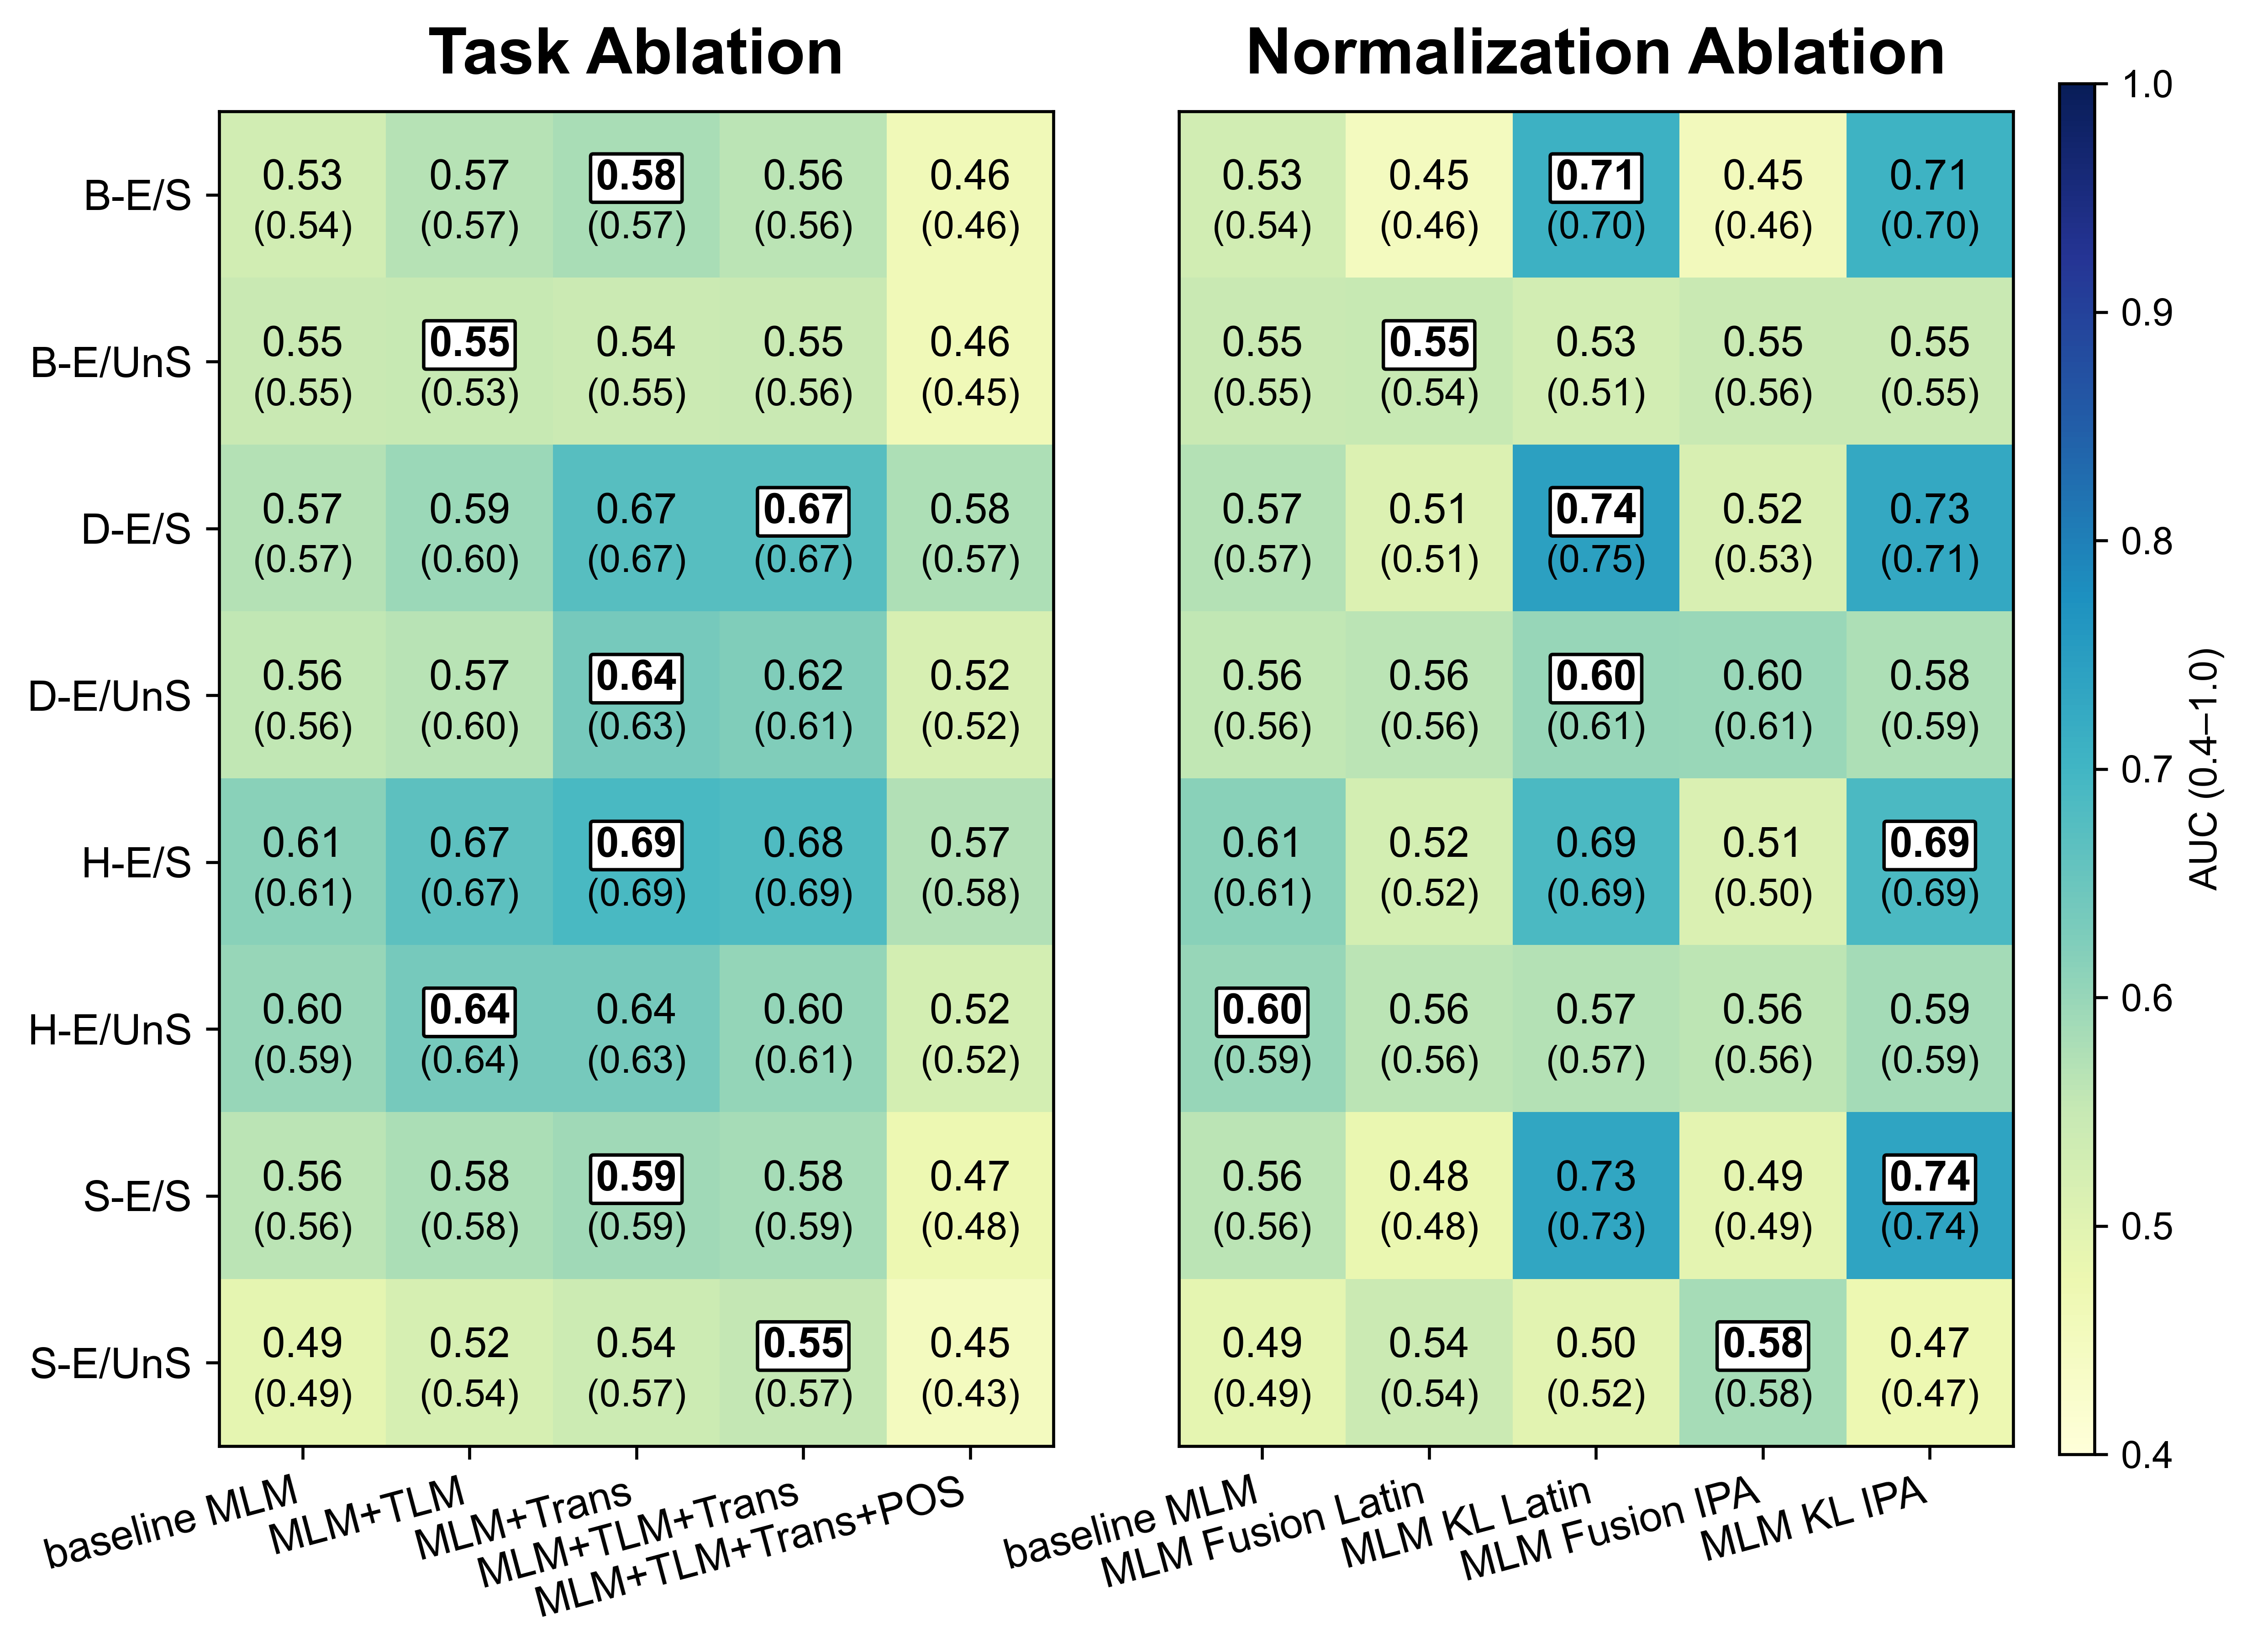 Task Ablation
B-E/S 0.53 0.57 0.58 0.56 0.46
(0.54) (0.57) (0.57) (0.56) (0.46)
B-E/UnS 0.55 0.55 0.54 0.55 0.46
(0.55) (0.53) (0.55) (0.56) (0.45)
D-E/S 0.57 0.59 0.67 0.67 0.58
(0.57) (0.60) (0.67) (0.67) (0.57)
D-E/UnS 0.56 0.57 0.64 0.62 0.52
(0.56) (0.60) (0.63) (0.61) (0.52)
H-E/S 0.61 0.67 0.69 0.68 0.57
(0.61) (0.67) (0.69) (0.69) (0.58)
H-E/UnS 0.60 0.64 0.64 0.60 0.52
(0.59) (0.64) (0.63) (0.61) (0.52)
S-E/S 0.56 0.58 0.59 0.58 0.47
(0.56) (0.58) (0.59) (0.59) (0.48)
S-E/UnS 0.49 0.52 0.54 0.55 0.45
(0.49) (0.54) (0.57) (0.57) (0.43)
baseline MLM
MLM+TLM
MLM+Trans
MLM+TLM+Trans
MLM+TLM+Trans+POS
Normalization Ablation
0.53 0.45 0.71 0.45 0.71
(0.54) (0.46) (0.70) (0.46) (0.70)
0.55 0.55 0.53 0.55 0.55
(0.55) (0.54) (0.51) (0.56) (0.55)
0.57 0.51 0.74 0.52 0.73
(0.57) (0.51) (0.75) (0.53) (0.71)
0.56 0.56 0.60 0.60 0.58
(0.56) (0.56) (0.61) (0.61) (0.59)
0.61 0.52 0.69 0.51 0.69
(0.61) (0.52) (0.69) (0.50) (0.69)
0.60 0.56 0.57 0.56 0.59
(0.59) (0.56) (0.57) (0.56) (0.59)
0.56 0.48 0.73 0.49 0.74
(0.56) (0.48) (0.73) (0.49) (0.74)
0.49 0.54 0.50 0.58 0.47
(0.49) (0.54) (0.52) (0.58) (0.47)
baseline MLM
MLM Fusion Latin
MLM KL Latin
MLM Fusion IPA
MLM KL IPA
1.0
0.9
0.8
0.7
0.6
0.5
0.4
AUC (0.4–1.0)